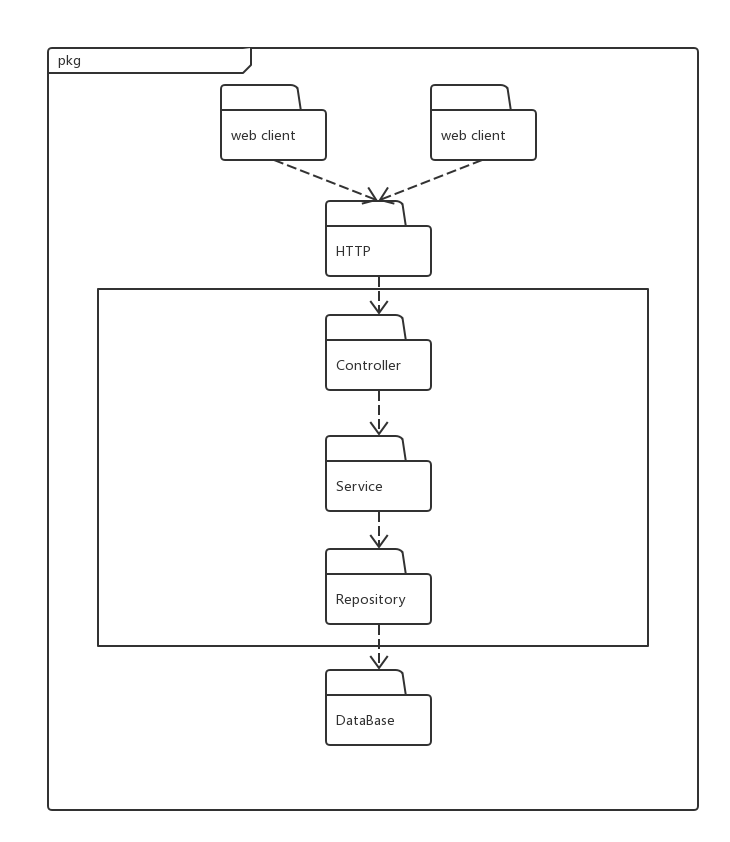 pkg
web client
web client
HTTP
Controller
Service
Repository
DataBase